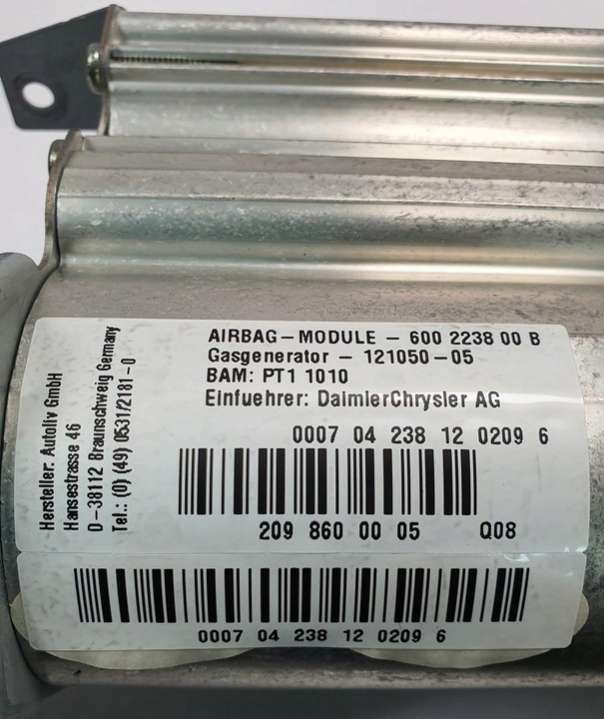 AIRBAG-MODULE - 600 2238 00 B
Gasgenerator - 121050-05
BAM: PT1 1010
Einfuehrer: DaimlerChrysler AG
Hersteller: Autoliv GmbH
Hansestrasse 46
D-38112 Braunschweig Germany
Tel.: (0) (49) 0531/2181-0
0007 04 238 12 0209 6
209 860 00 05 Q08
0007 04 238 12 0209 6